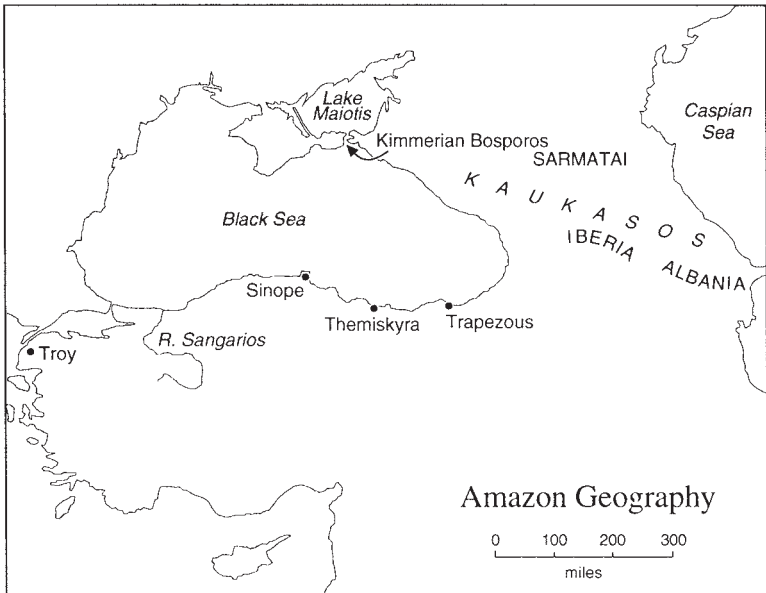 Lake
Maiotis
Caspian
Sea
Kimmerian Bosporos
SARMATAI
KAUKASOS
Black Sea
IBERIA
ALBANIA
Sinope
Themiskyra
Trapezous
R. Sangarios
Troy
Amazon Geography
0 100 200 300
miles